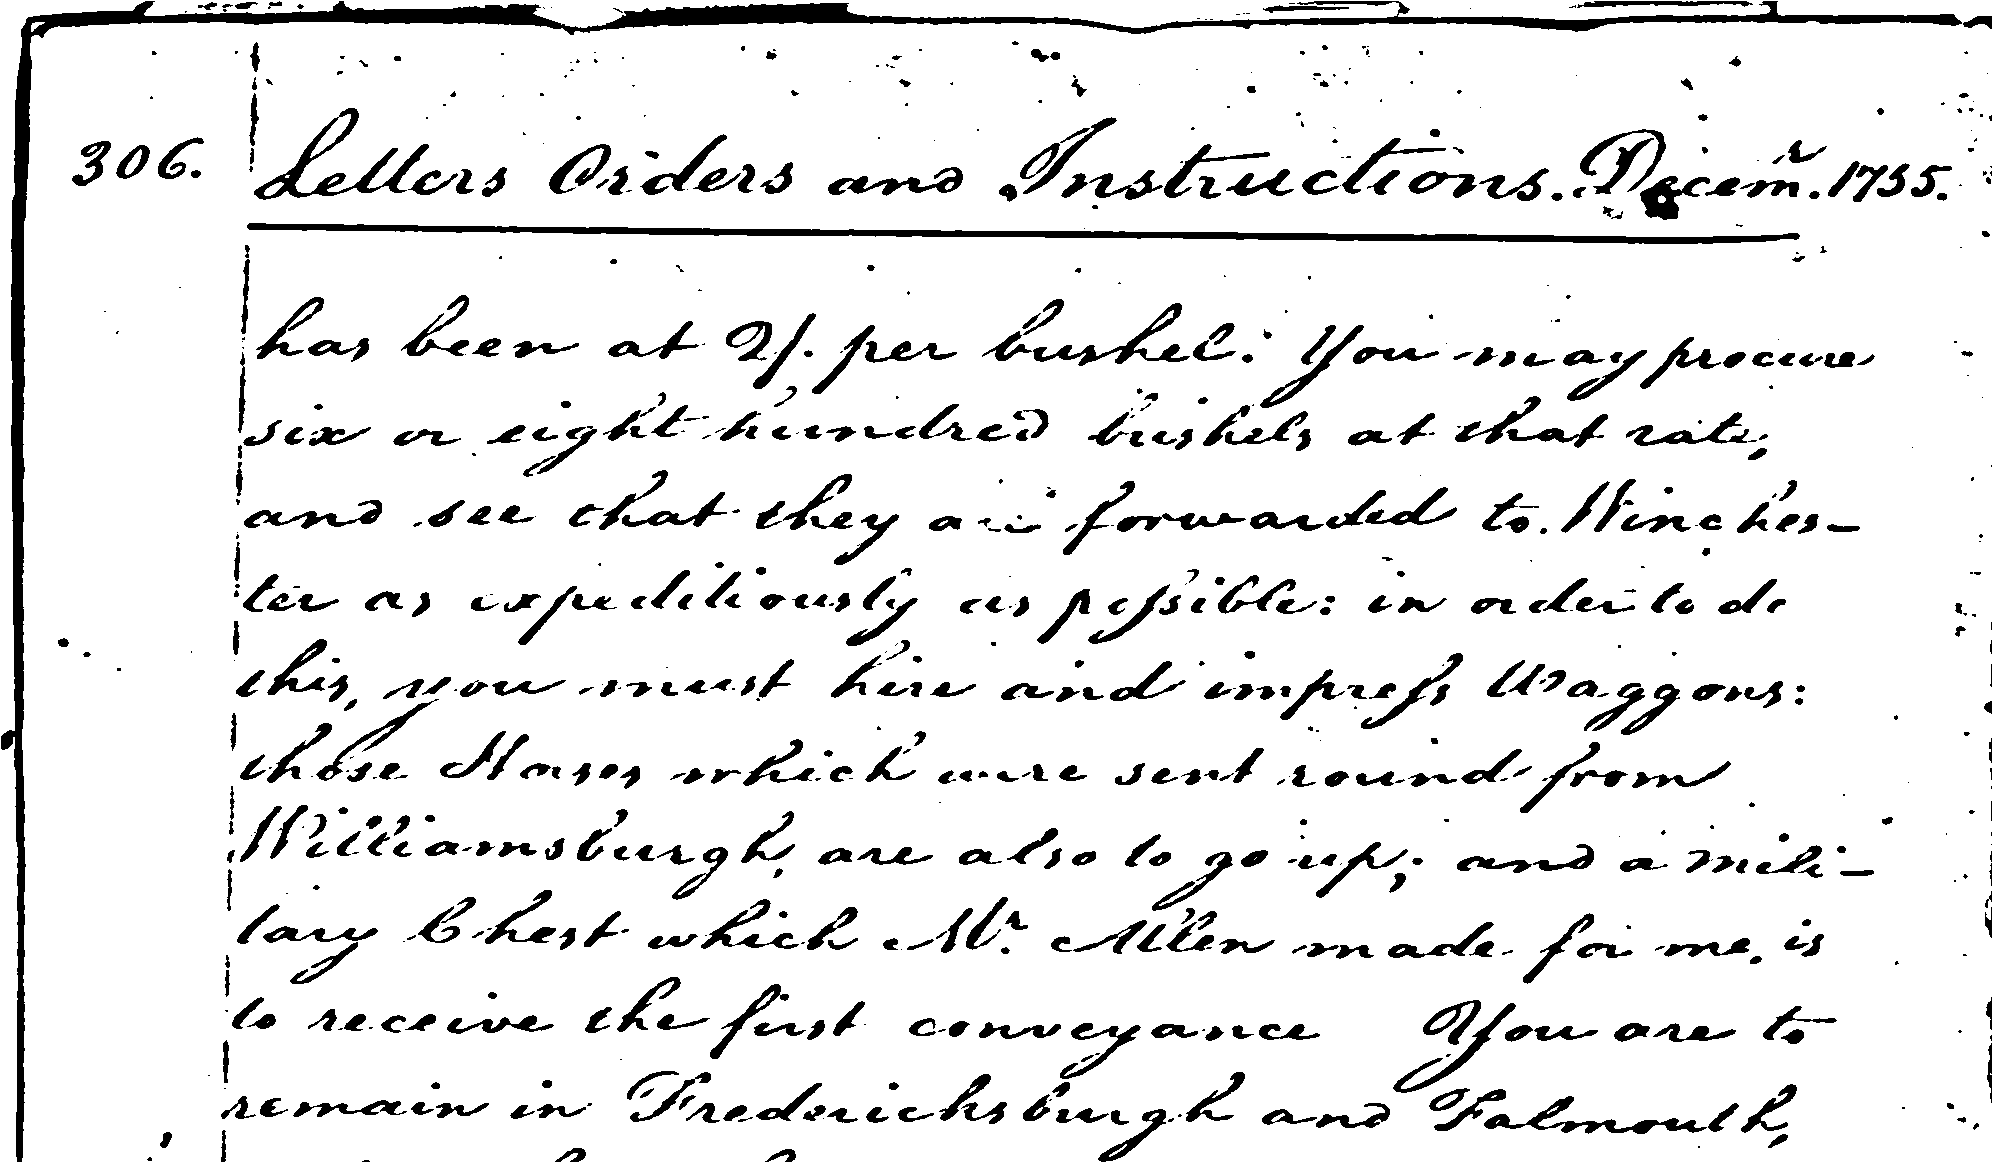 306. Letters Orders and Instructions. Decemr. 1755.
has been at 2/. per bushel: You may procure
six or eight hundred bushels at that rate,
and see that they are forwarded to Winches-
ter as expeditiously as possible: in order to do
this, you must hire and impress Waggons:
those Horses which were sent round from
Williamsburgh, are also to go up; and a mili-
tary Chest which Mr. Allen made for me, is
to receive the first conveyance You are to
remain in Fredericksburgh and Falmouth,